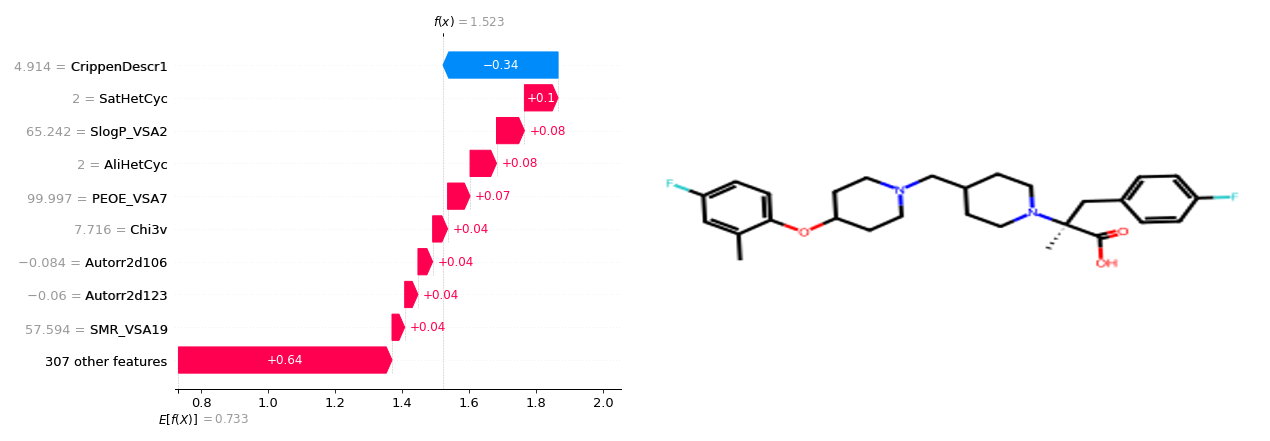 f(x) = 1.523
4.914 = CrippenDescr1
−0.34
2 = SatHetCyc
+0.1
65.242 = SlogP_VSA2
+0.08
2 = AliHetCyc
+0.08
99.997 = PEOE_VSA7
+0.07
7.716 = Chi3v
+0.04
−0.084 = Autorr2d106
+0.04
−0.06 = Autorr2d123
+0.04
57.594 = SMR_VSA19
+0.04
307 other features
+0.64
0.8 1.0 1.2 1.4 1.6 1.8 2.0
E[f(X)] = 0.733
F
O
N
N
O
OH
F